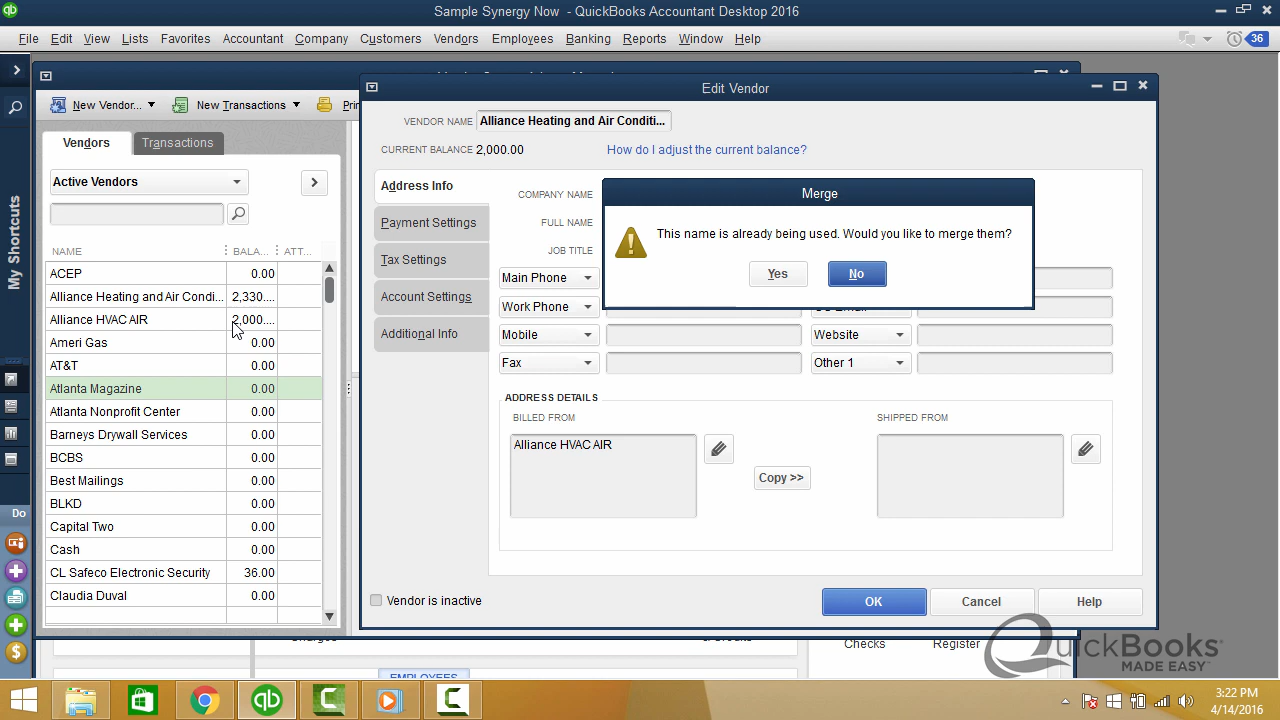 Sample Synergy Now - QuickBooks Accountant Desktop 2016
File Edit View Lists Favorites Accountant Company Customers Vendors Employees Banking Reports Window Help
36
My Shortcuts
Do
New Vendor... New Transactions
Vendors Transactions
Active Vendors
NAME BALA... ATT...
ACEP 0.00
Alliance Heating and Air Condi... 2,330....
Alliance HVAC AIR 2,000....
Ameri Gas 0.00
AT&T 0.00
Atlanta Magazine 0.00
Atlanta Nonprofit Center 0.00
Barneys Drywall Services 0.00
BCBS 0.00
Best Mailings 0.00
BLKD 0.00
Capital Two 0.00
Cash 0.00
CL Safeco Electronic Security 36.00
Claudia Duval 0.00
Edit Vendor
VENDOR NAME Alliance Heating and Air Conditi...
CURRENT BALANCE 2,000.00 How do I adjust the current balance?
Address Info
Payment Settings
Tax Settings
Account Settings
Additional Info
COMPANY NAME
FULL NAME
JOB TITLE
Main Phone
Work Phone
Mobile Website
Fax Other 1
Merge
This name is already being used. Would you like to merge them?
Yes No
ADDRESS DETAILS
BILLED FROM SHIPPED FROM
Alliance HVAC AIR
Copy >>
Vendor is inactive
OK Cancel Help
Checks Register
EMPLOYEES
QuickBooks
MADE EASY™
3:22 PM
4/14/2016